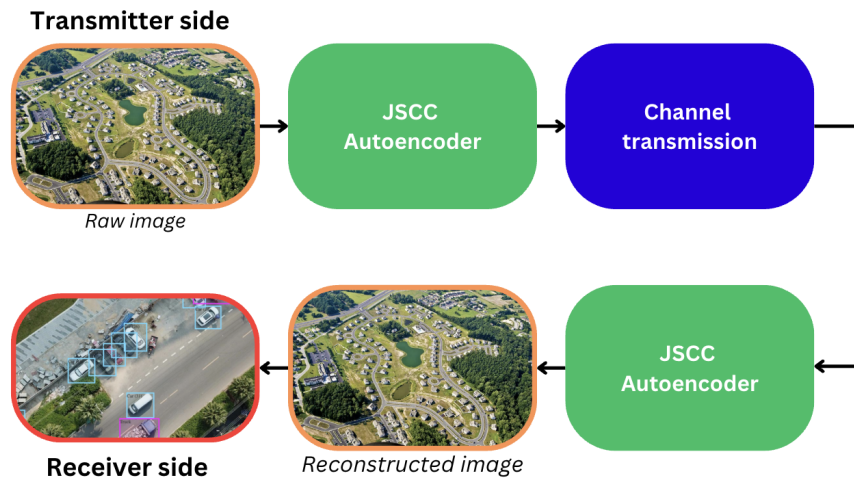 Transmitter side
JSCC
Autoencoder
Channel
transmission
Raw image
JSCC
Autoencoder
Reconstructed image
Receiver side